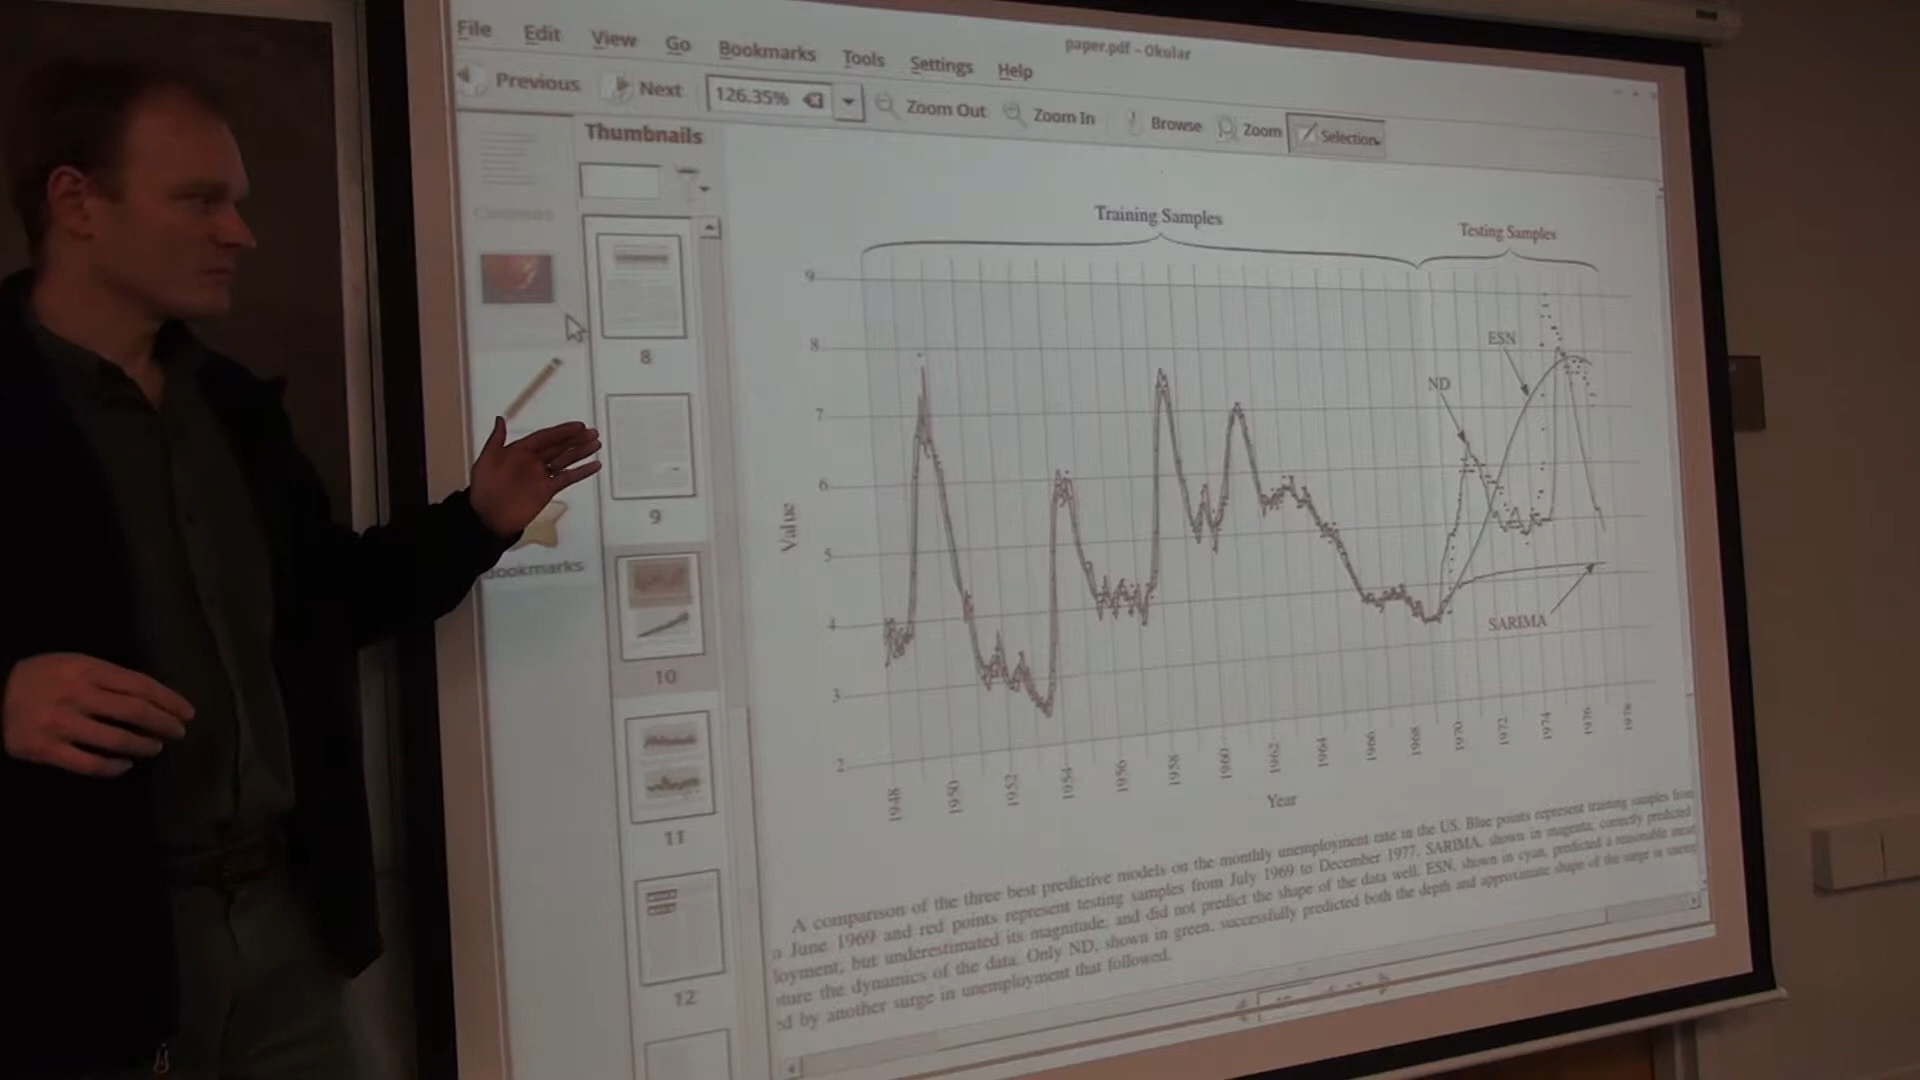 paper.pdf – Okular
File Edit View Go Bookmarks Tools Settings Help
Previous Next 126.35% Zoom Out Zoom In Browse Zoom Selection
Thumbnails
Contents
8
9
10
11
12
Bookmarks
Training Samples
Testing Samples
9
8
7
6
5
4
3
2
Value
ESN
ND
SARIMA
1948 1950 1952 1954 1956 1958 1960 1962 1964 1966 1968 1970 1972 1974 1976 1978
Year
A comparison of the three best predictive models on the monthly unemployment rate in the US. Blue points represent training samples from
June 1969 and red points represent testing samples from July 1969 to December 1977. SARIMA, shown in magenta, correctly predicted
loyment, but underestimated its magnitude, and did not predict the shape of the data well. ESN, shown in cyan, predicted a reasonable
ture the dynamics of the data. Only ND, shown in green, successfully predicted both the depth and approximate shape of the surge in
ed by another surge in unemployment that followed.